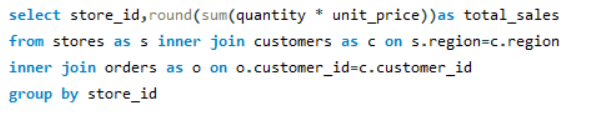 select store_id,round(sum(quantity * unit_price))as total_sales
from stores as s inner join customers as c on s.region=c.region
inner join orders as o on o.customer_id=c.customer_id
group by store_id